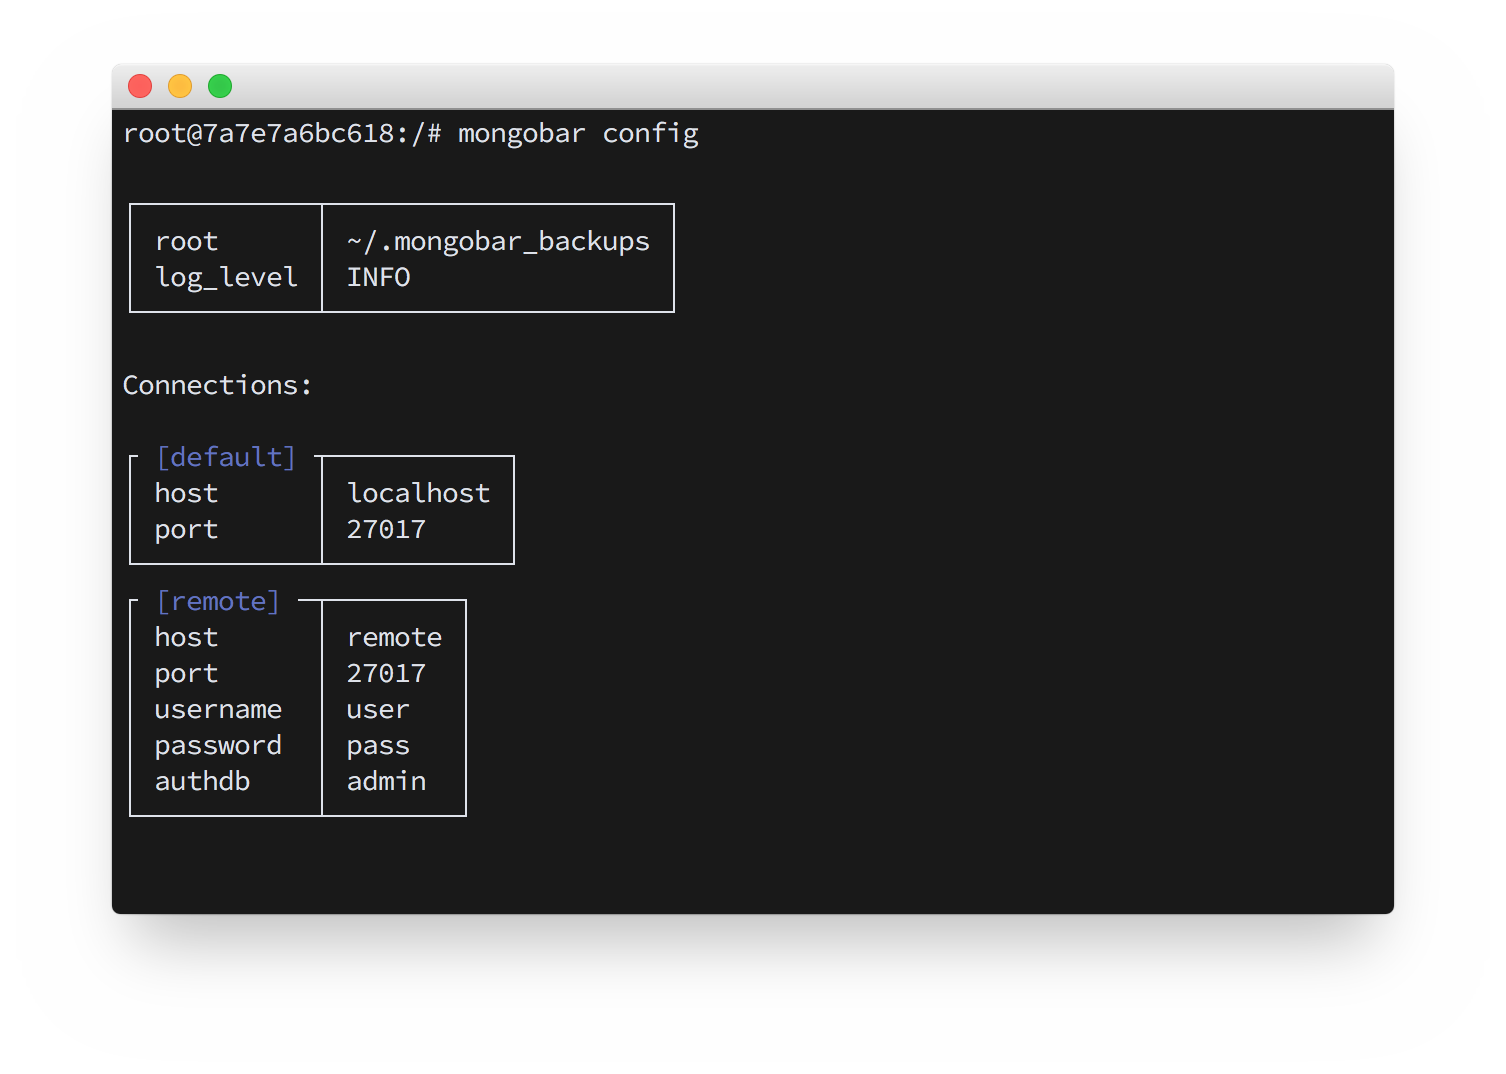 root@7a7e7a6bc618:/# mongobar config
root ~/.mongobar_backups
log_level INFO
Connections:
[default]
host localhost
port 27017
[remote]
host remote
port 27017
username user
password pass
authdb admin